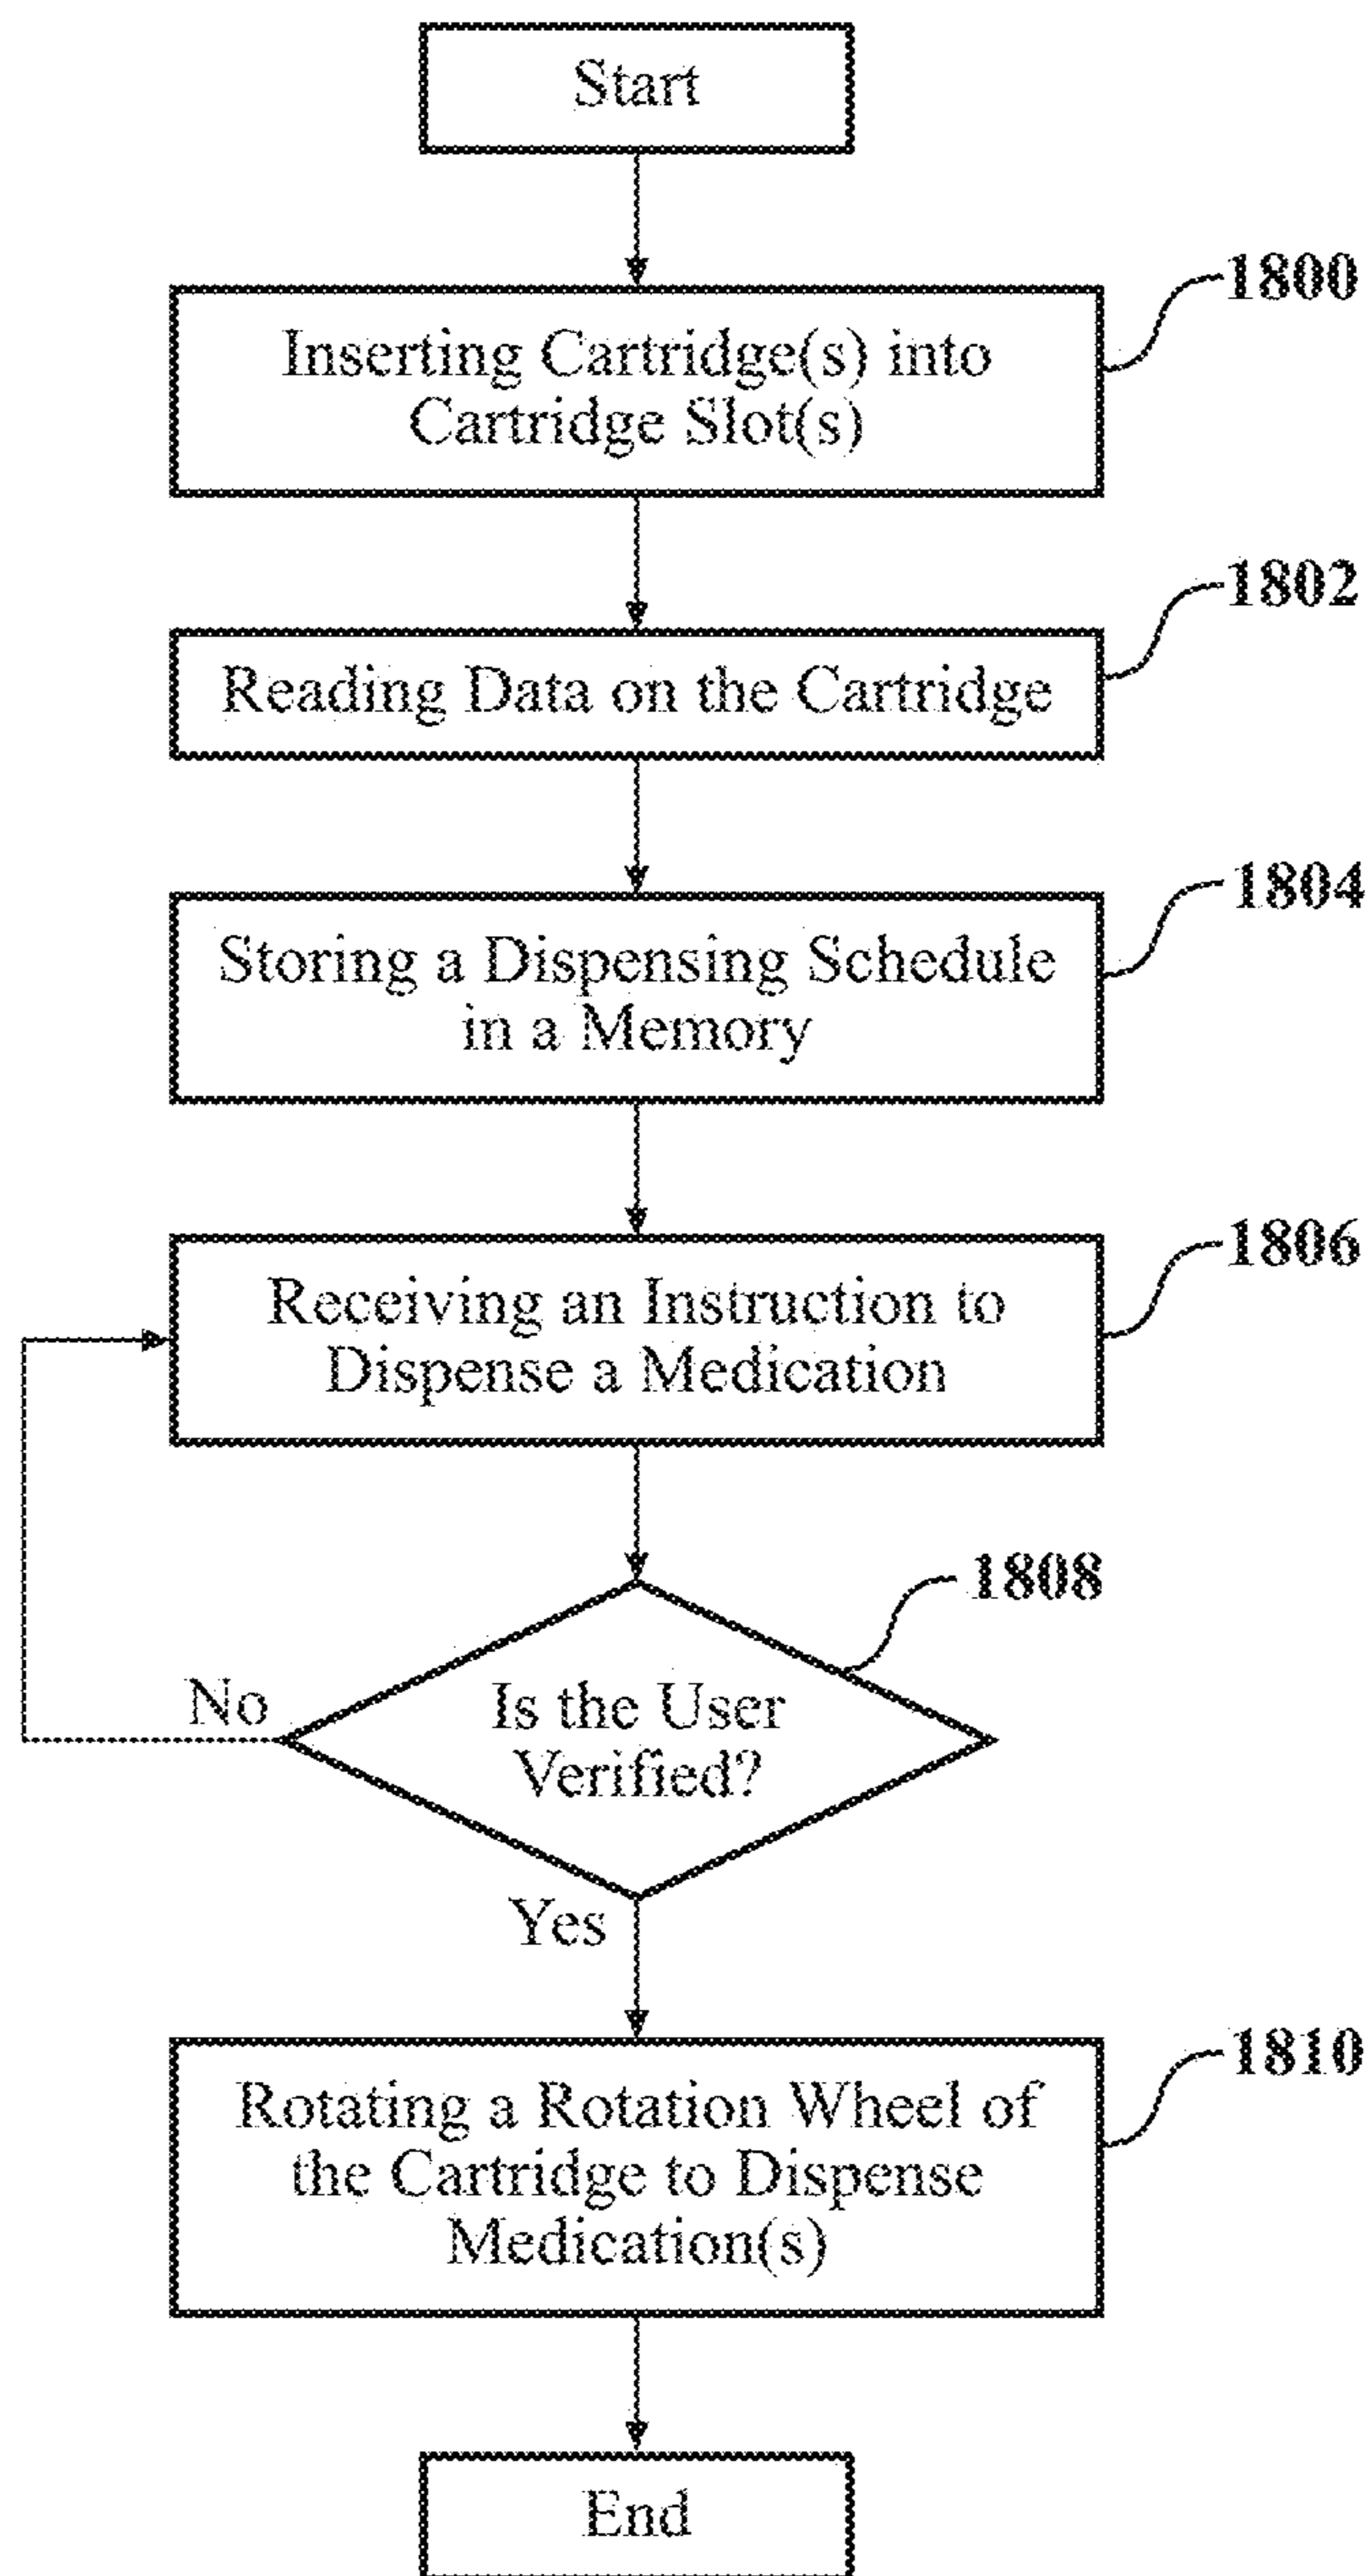 Start
1800
Inserting Cartridge(s) into
Cartridge Slot(s)
1802
Reading Data on the Cartridge
1804
Storing a Dispensing Schedule
in a Memory
1806
Receiving an Instruction to
Dispense a Medication
1808
No
Is the User
Verified?
Yes
1810
Rotating a Rotation Wheel of
the Cartridge to Dispense
Medication(s)
End